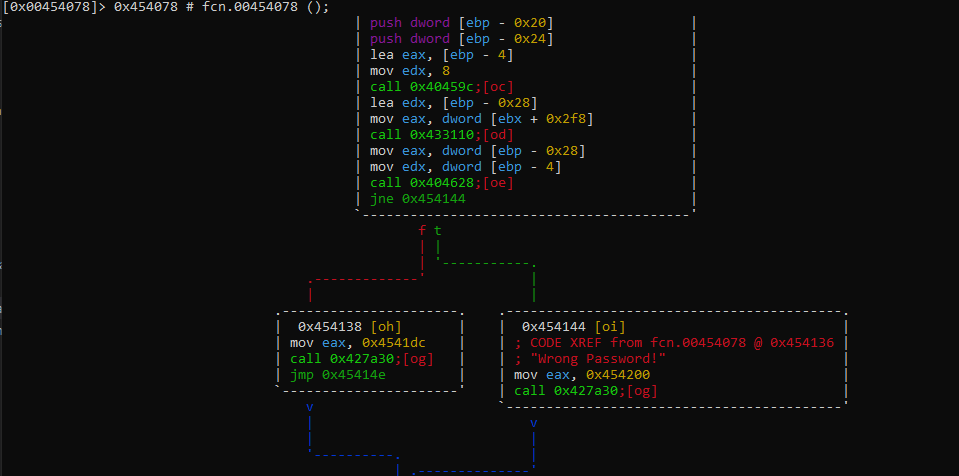 [0x00454078]> 0x454078 # fcn.00454078 ();
push dword [ebp - 0x20]
push dword [ebp - 0x24]
lea eax, [ebp - 4]
mov edx, 8
call 0x40459c;[oc]
lea edx, [ebp - 0x28]
mov eax, dword [ebx + 0x2f8]
call 0x433110;[od]
mov eax, dword [ebp - 0x28]
mov edx, dword [ebp - 4]
call 0x404628;[oe]
jne 0x454144
f t
0x454138 [oh]
mov eax, 0x4541dc
call 0x427a30;[og]
jmp 0x45414e
v
0x454144 [oi]
; CODE XREF from fcn.00454078 @ 0x454136
; "Wrong Password!"
mov eax, 0x454200
call 0x427a30;[og]
v